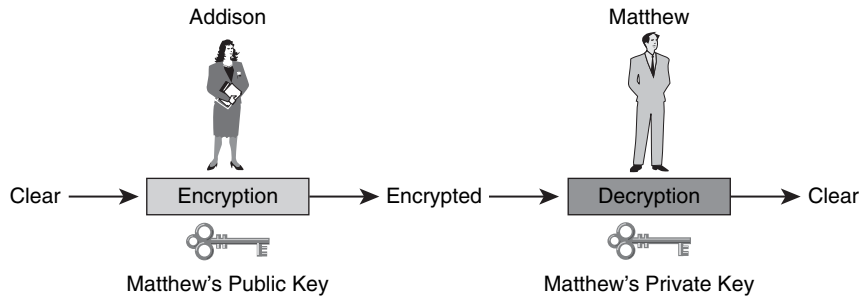 Addison
Matthew
Clear
Encryption
Encrypted
Decryption
Clear
Matthew's Public Key
Matthew's Private Key